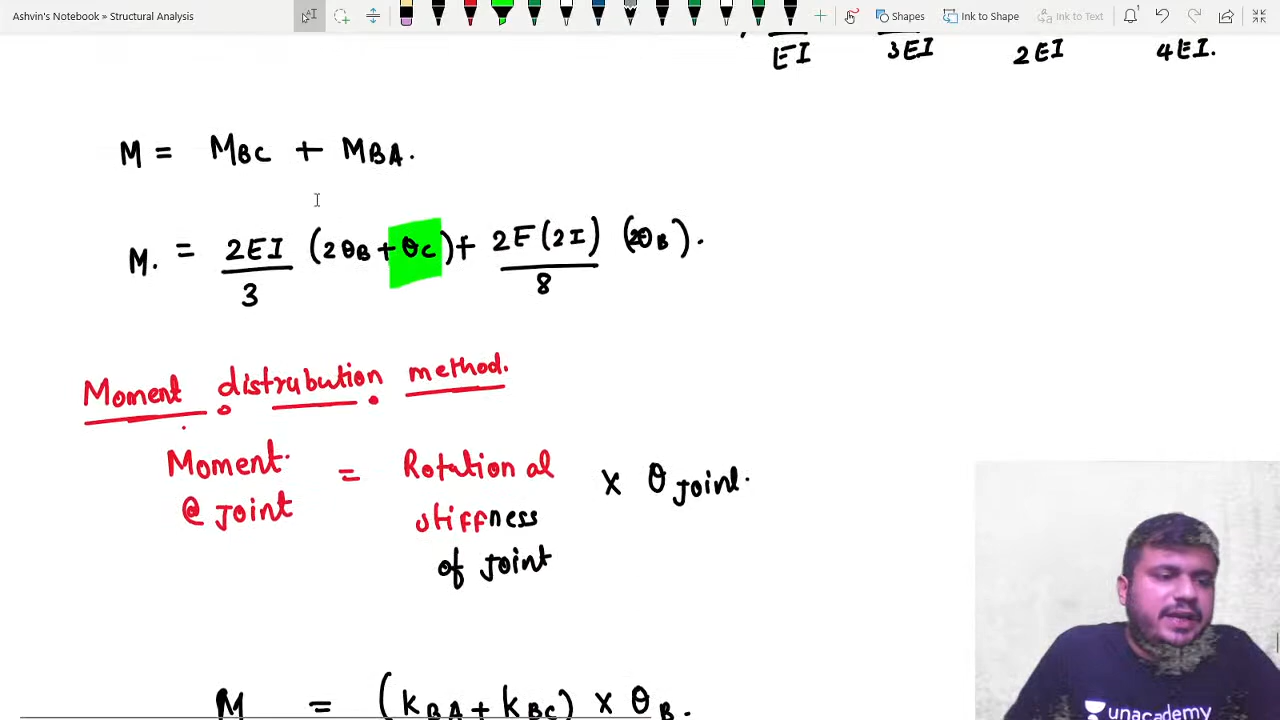 Ashvin's Notebook » Structural Analysis
Shapes
Ink to Shape
Ink to Text
EI 3EI 2EI 4EI.
M = MBC + MBA.
M. = 2EI/3 (2θB + θC) + 2E(2I)/8 (2θB).
Moment distrubution method.
Moment. @ joint = Rotational stiffness of joint × θ joint.
M = (KBA + KBC) × θB.
unacademy